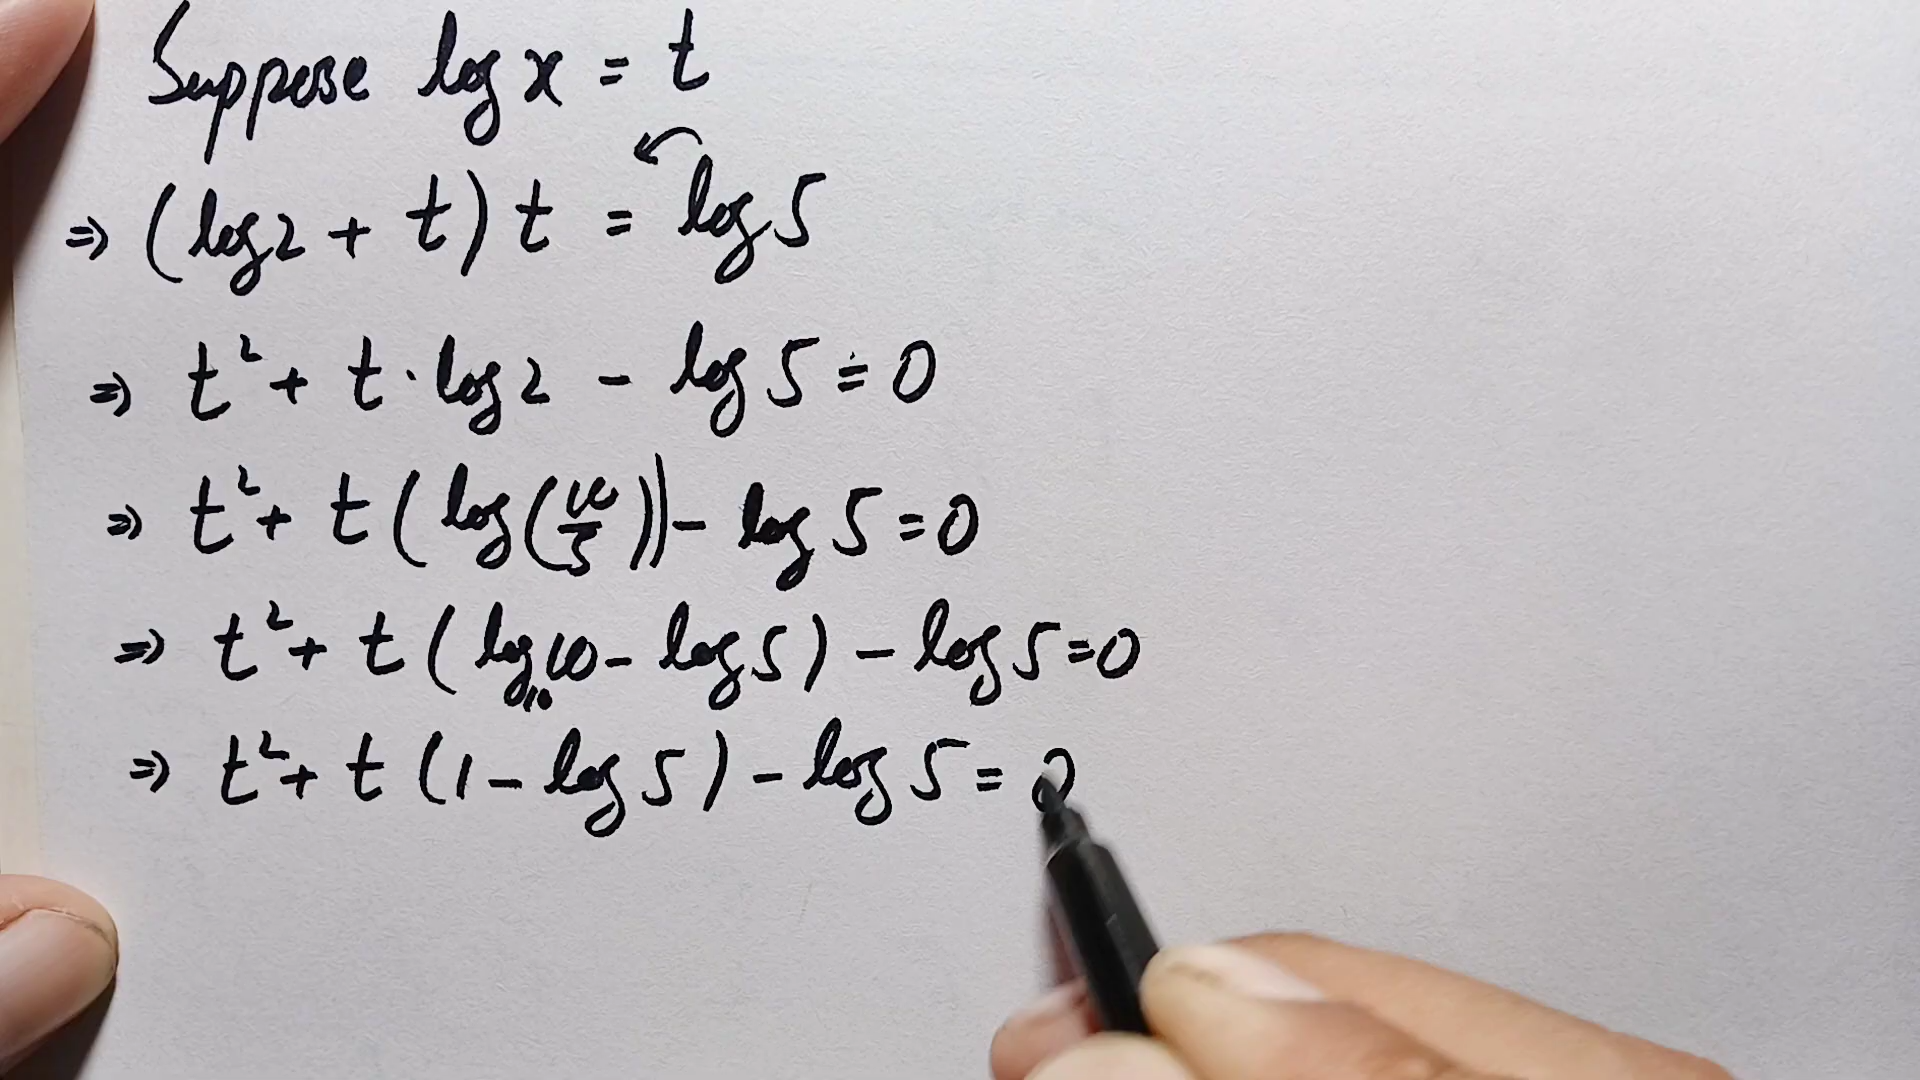 Suppose log x = t
⇒ (log 2 + t) t = log 5
⇒ t² + t · log 2 - log 5 = 0
⇒ t² + t (log(10/5)) - log 5 = 0
⇒ t² + t (log₁₀ 10 - log 5) - log 5 = 0
⇒ t² + t (1 - log 5) - log 5 = 0